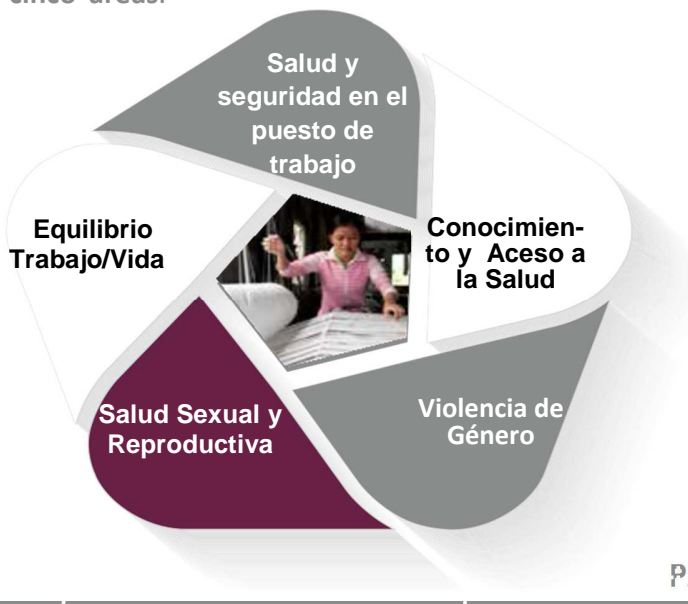 cinco áreas.
Salud y
seguridad en el
puesto de
trabajo
Equilibrio
Trabajo/Vida
Conocimien-
to y Aceso a
la Salud
Salud Sexual y
Reproductiva
Violencia de
Género